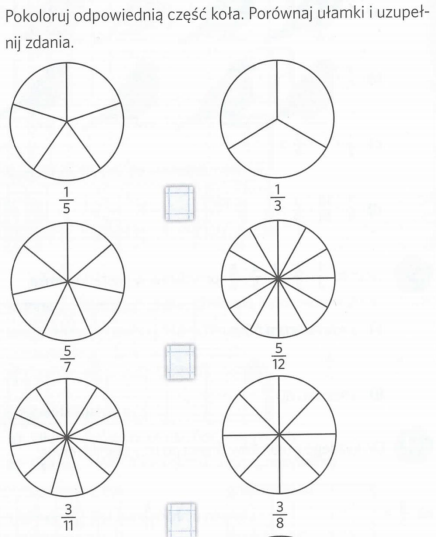 Pokoloruj odpowiednią część koła. Porównaj ułamki i uzupeł-
nij zdania.
1/5 1/3
5/7 5/12
3/11 3/8